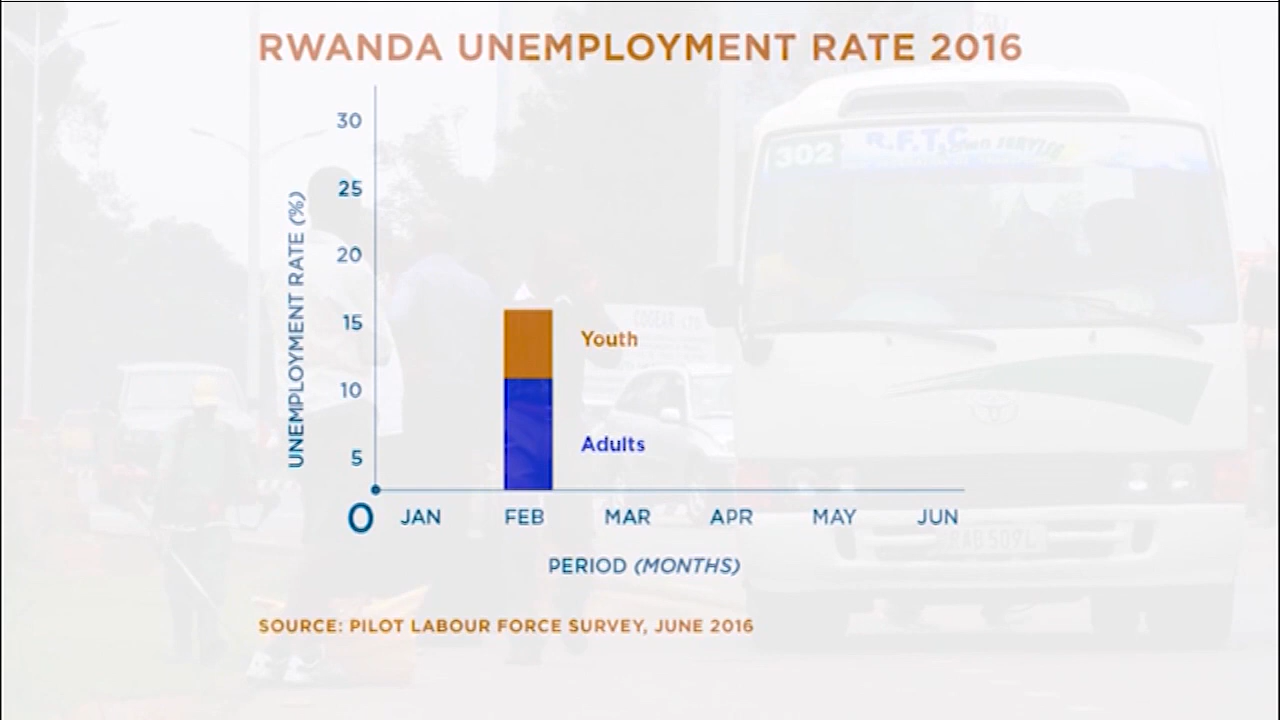 RWANDA UNEMPLOYMENT RATE 2016
30
25
20
15
10
5
0
UNEMPLOYMENT RATE (%)
Youth
Adults
JAN FEB MAR APR MAY JUN
PERIOD (MONTHS)
SOURCE: PILOT LABOUR FORCE SURVEY, JUNE 2016
302
R.F.T.C
SERVICE
RAB 509L